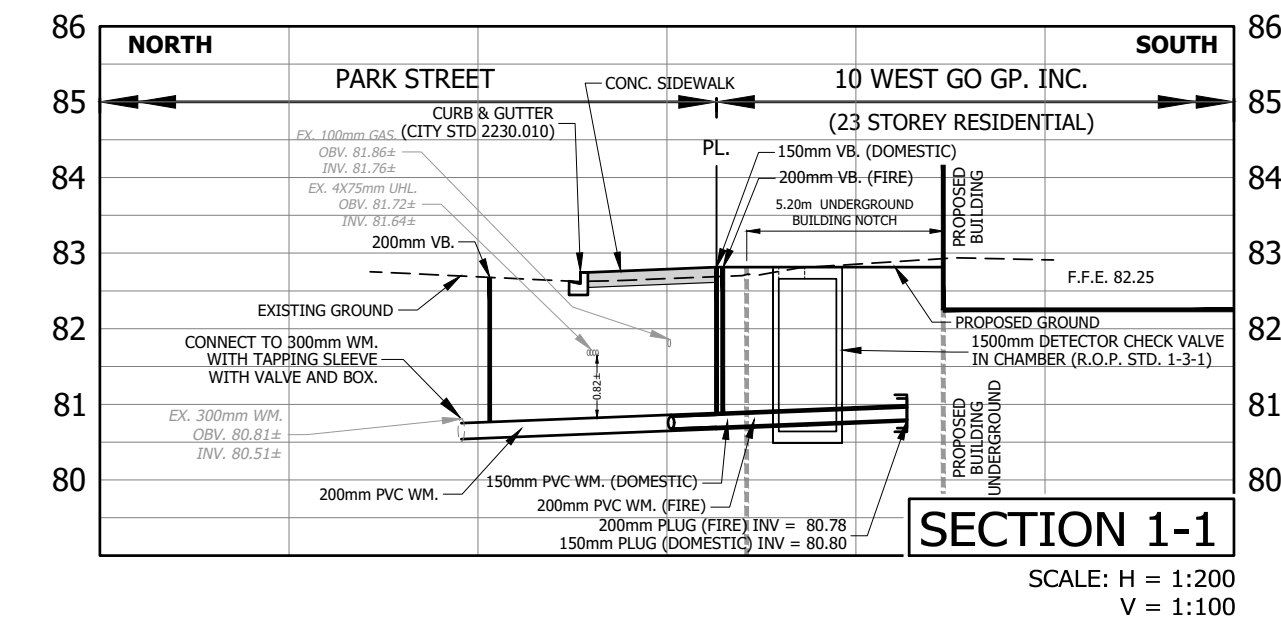 86
86
NORTH
SOUTH
PARK STREET
CONC. SIDEWALK
10 WEST GO GP. INC.
85
85
CURB & GUTTER
(CITY STD 2230.010)
(23 STOREY RESIDENTIAL)
EX. 100mm GAS.
OBV. 81.86±
INV. 81.76±
PL.
150mm VB. (DOMESTIC)
84
84
EX. 4X75mm UHL.
OBV. 81.72±
INV. 81.64±
200mm VB. (FIRE)
5.20m UNDERGROUND
BUILDING NOTCH
PROPOSED
BUILDING
200mm VB.
83
83
F.F.E. 82.25
EXISTING GROUND
PROPOSED GROUND
82
82
CONNECT TO 300mm WM.
WITH TAPPING SLEEVE
WITH VALVE AND BOX.
1500mm DETECTOR CHECK VALVE
IN CHAMBER (R.O.P. STD. 1-3-1)
0.82±
81
81
EX. 300mm WM.
OBV. 80.81±
INV. 80.51±
PROPOSED
BUILDING
UNDERGROUND
80
80
200mm PVC WM.
150mm PVC WM. (DOMESTIC)
200mm PVC WM. (FIRE)
200mm PLUG (FIRE) INV = 80.78
150mm PLUG (DOMESTIC) INV = 80.80
SECTION 1-1
SCALE: H = 1:200
V = 1:100